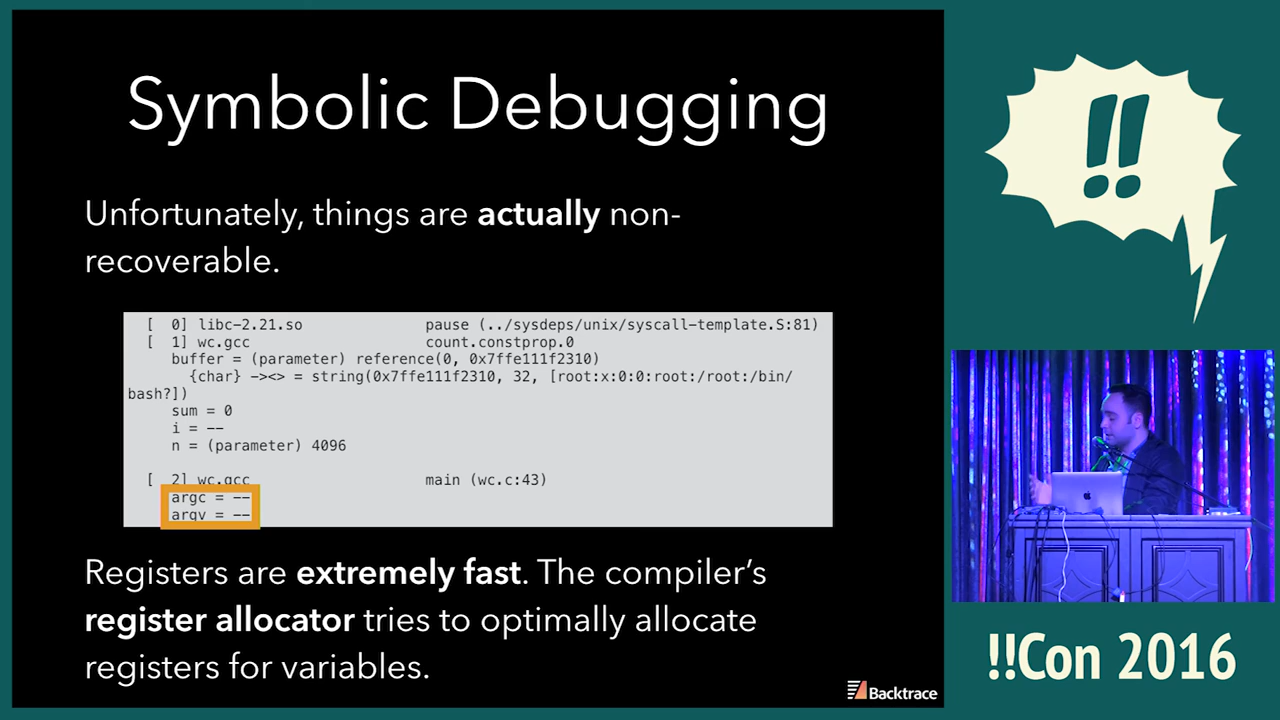 Symbolic Debugging
Unfortunately, things are actually non-
recoverable.
[ 0] libc-2.21.so pause (../sysdeps/unix/syscall-template.S:81)
[ 1] wc.gcc count.constprop.0
buffer = (parameter) reference(0, 0x7ffe111f2310)
{char} -><> = string(0x7ffe111f2310, 32, [root:x:0:0:root:/root:/bin/
bash?])
sum = 0
i = --
n = (parameter) 4096
[ 2] wc.gcc main (wc.c:43)
argc = --
argv = --
Registers are extremely fast. The compiler’s
register allocator tries to optimally allocate
registers for variables.
Backtrace
!!
!!Con 2016